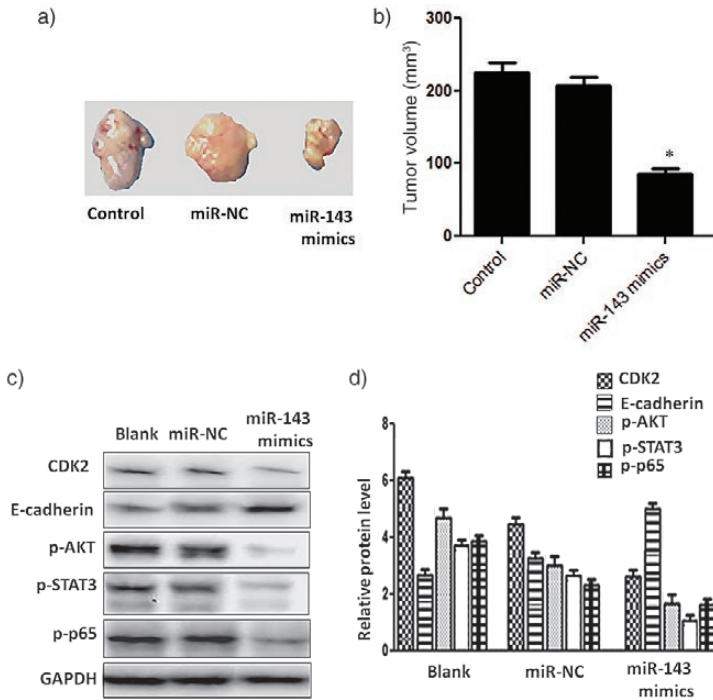 a)
Control miR-NC miR-143
mimics
b)
Tumor volume (mm³)
300
200
100
0
Control
miR-NC
miR-143 mimics
*
c)
Blank miR-NC miR-143
mimics
CDK2
E-cadherin
p-AKT
p-STAT3
p-p65
GAPDH
d)
CDK2
E-cadherin
p-AKT
p-STAT3
p-p65
Relative protein level
8
6
4
2
0
Blank miR-NC miR-143
mimics